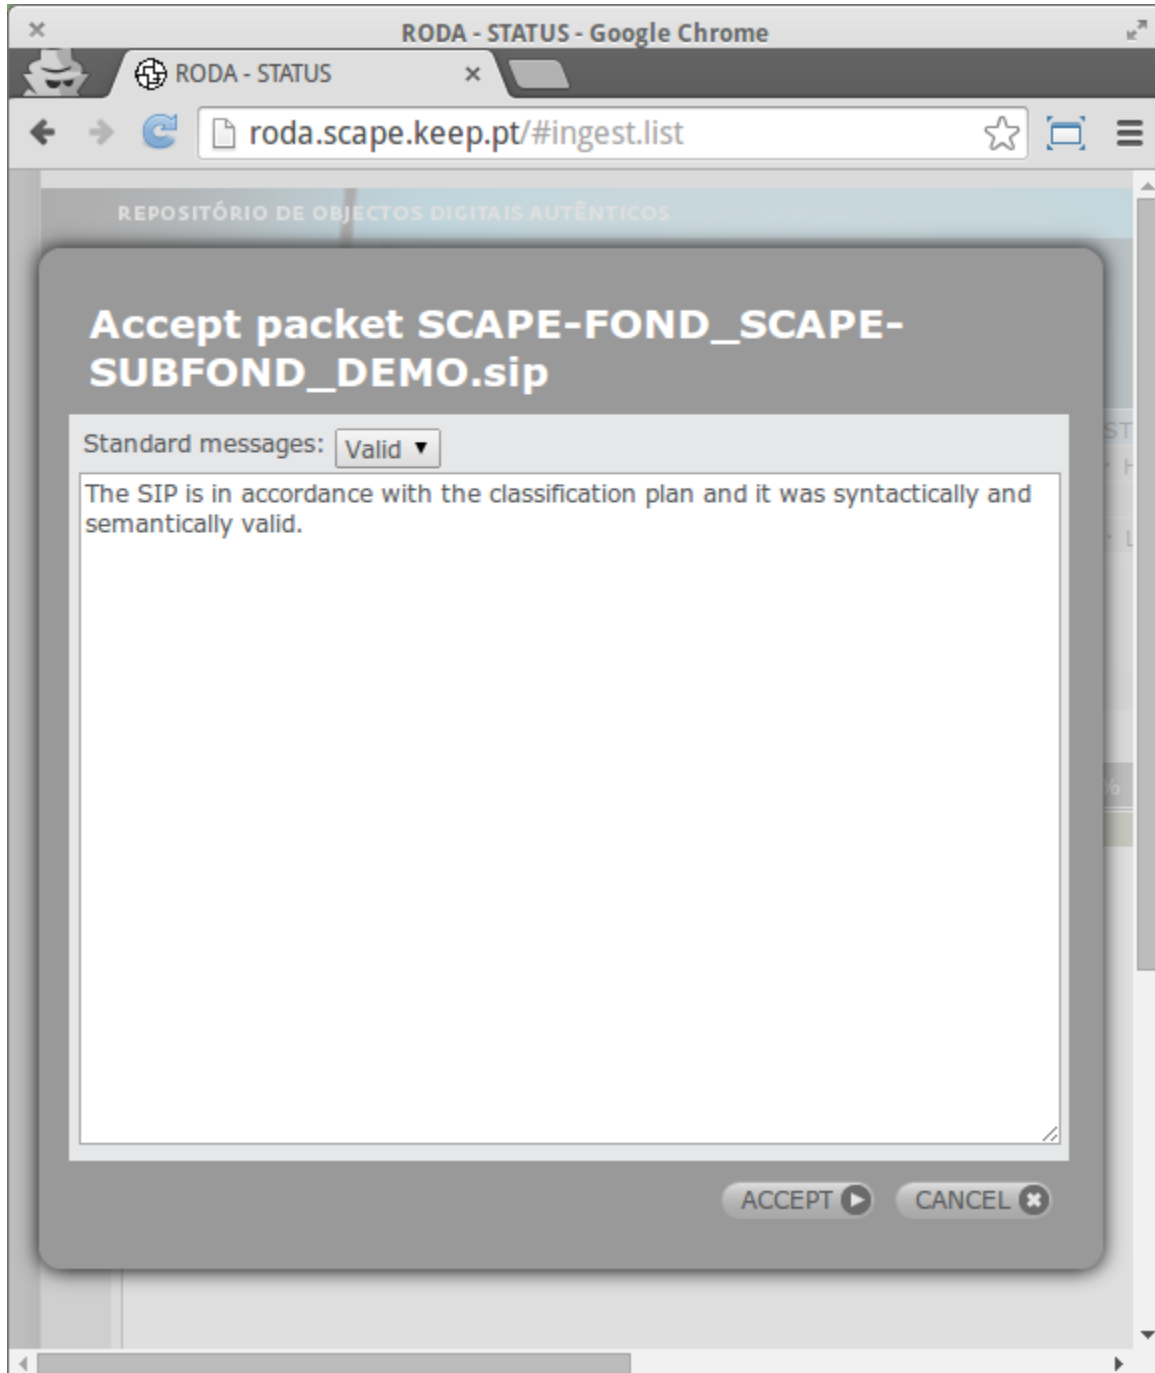 RODA - STATUS - Google Chrome
RODA - STATUS
roda.scape.keep.pt/#ingest.list
REPOSITÓRIO DE OBJECTOS DIGITAIS AUTÊNTICOS
Accept packet SCAPE-FOND_SCAPE-
SUBFOND_DEMO.sip
ST
Standard messages: Valid
H
The SIP is in accordance with the classification plan and it was syntactically and
semantically valid.
L
%
ACCEPT CANCEL